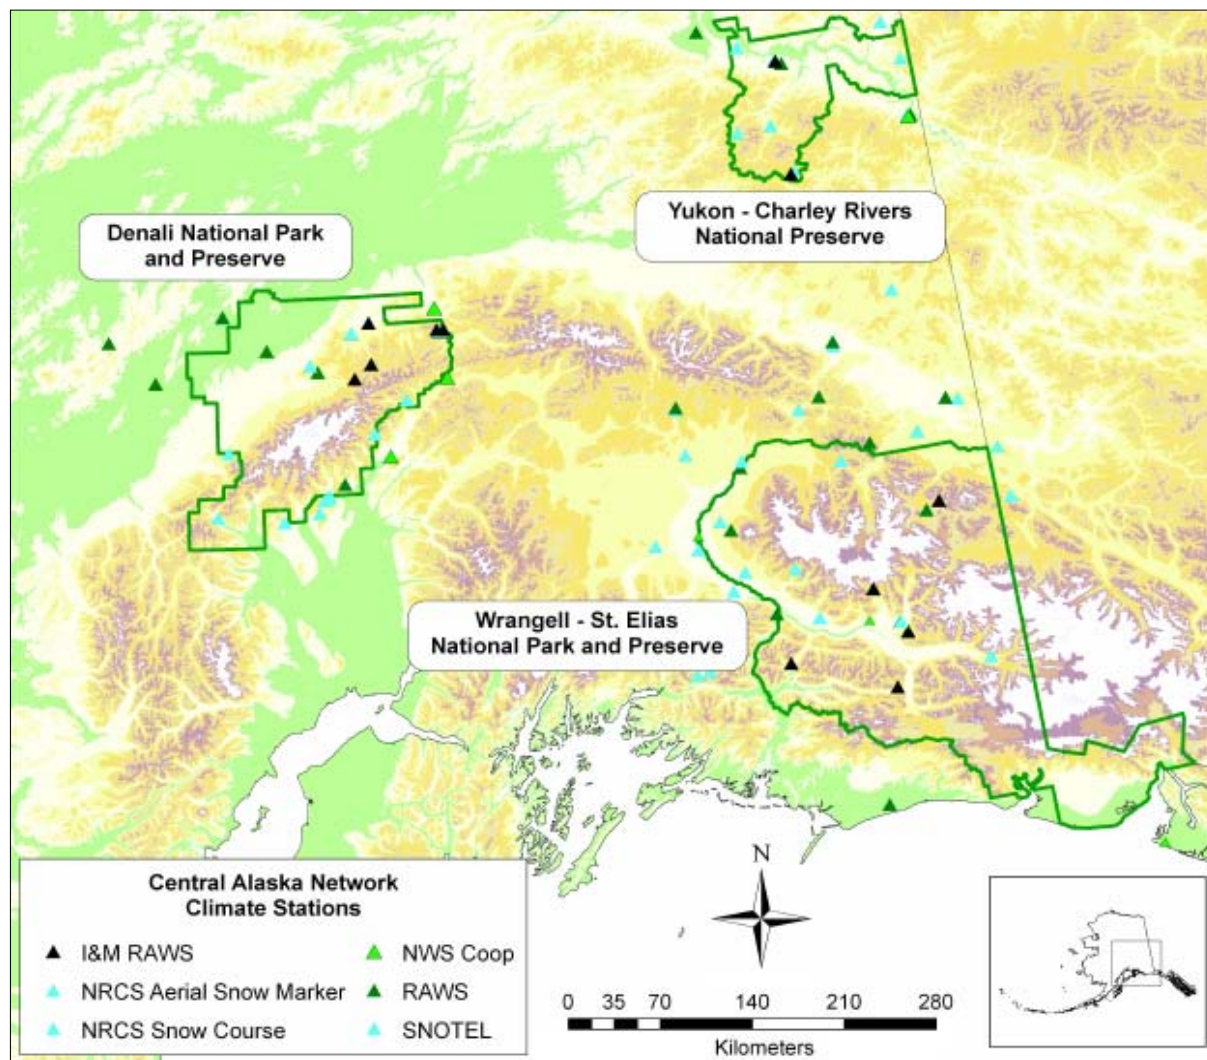 Yukon - Charley Rivers
National Preserve
Denali National Park
and Preserve
Wrangell - St. Elias
National Park and Preserve
Central Alaska Network
Climate Stations
I&M RAWS
NRCS Aerial Snow Marker
NRCS Snow Course
NWS Coop
RAWS
SNOTEL
N
0 35 70 140 210 280
Kilometers